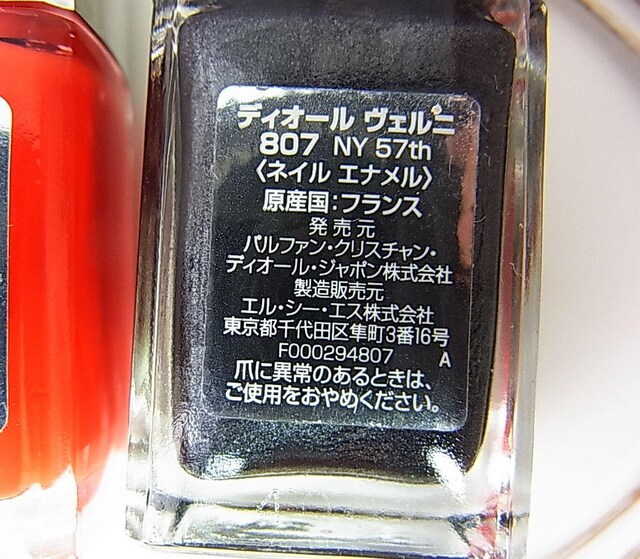 ディオール ヴェルニ
807 NY 57th
〈ネイル エナメル〉
原産国：フランス
発売元
パルファン・クリスチャン・
ディオール・ジャポン株式会社
製造販売元
エル・シー・エス株式会社
東京都千代田区隼町3番16号
F000294807 A
爪に異常のあるときは、
ご使用をおやめください。